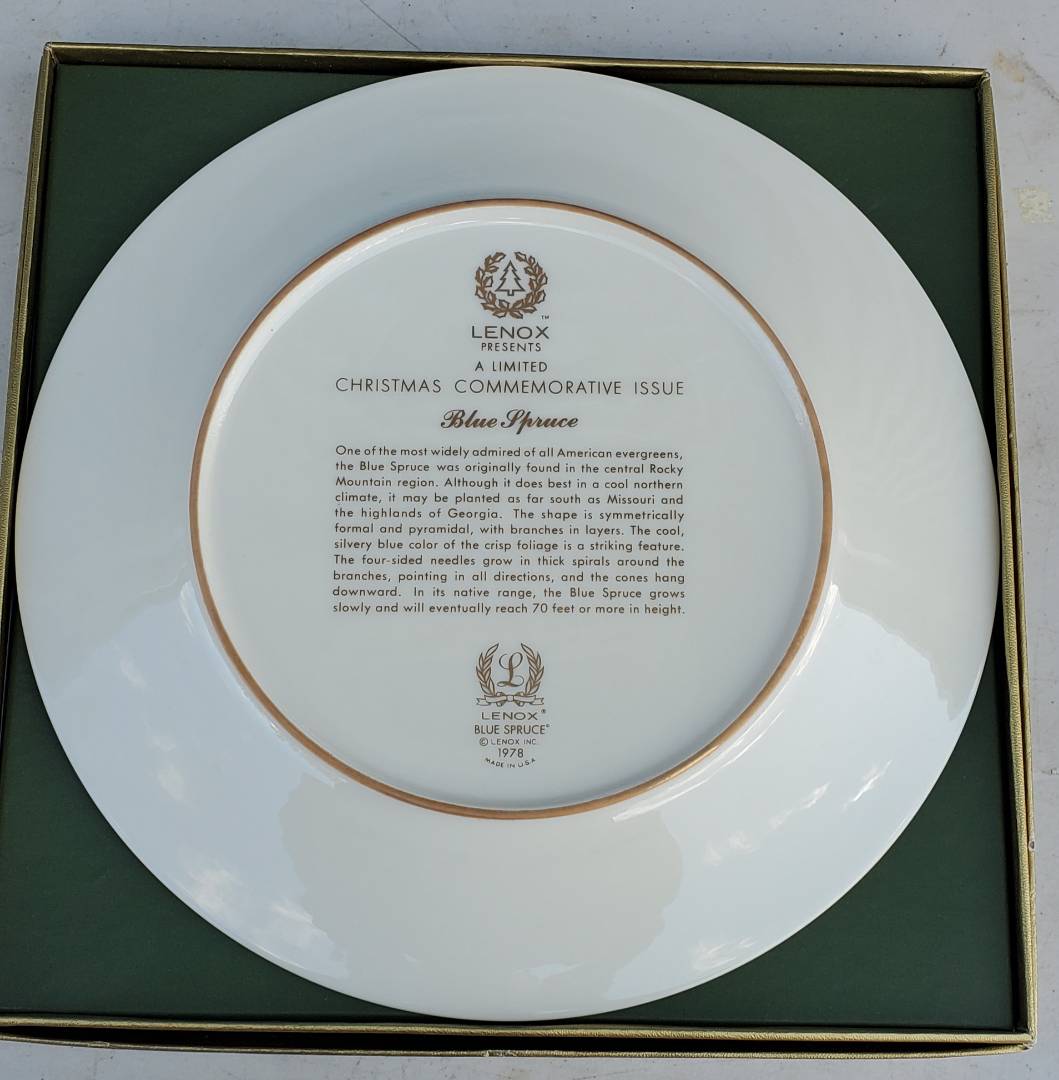 ™
LENOX
PRESENTS
A LIMITED
CHRISTMAS COMMEMORATIVE ISSUE
Blue Spruce
One of the most widely admired of all American evergreens,
the Blue Spruce was originally found in the central Rocky
Mountain region. Although it does best in a cool northern
climate, it may be planted as far south as Missouri and
the highlands of Georgia. The shape is symmetrically
formal and pyramidal, with branches in layers. The cool,
silvery blue color of the crisp foliage is a striking feature.
The four-sided needles grow in thick spirals around the
branches, pointing in all directions, and the cones hang
downward. In its native range, the Blue Spruce grows
slowly and will eventually reach 70 feet or more in height.
L
LENOX®
BLUE SPRUCE©
© LENOX INC.
1978
MADE IN U.S.A